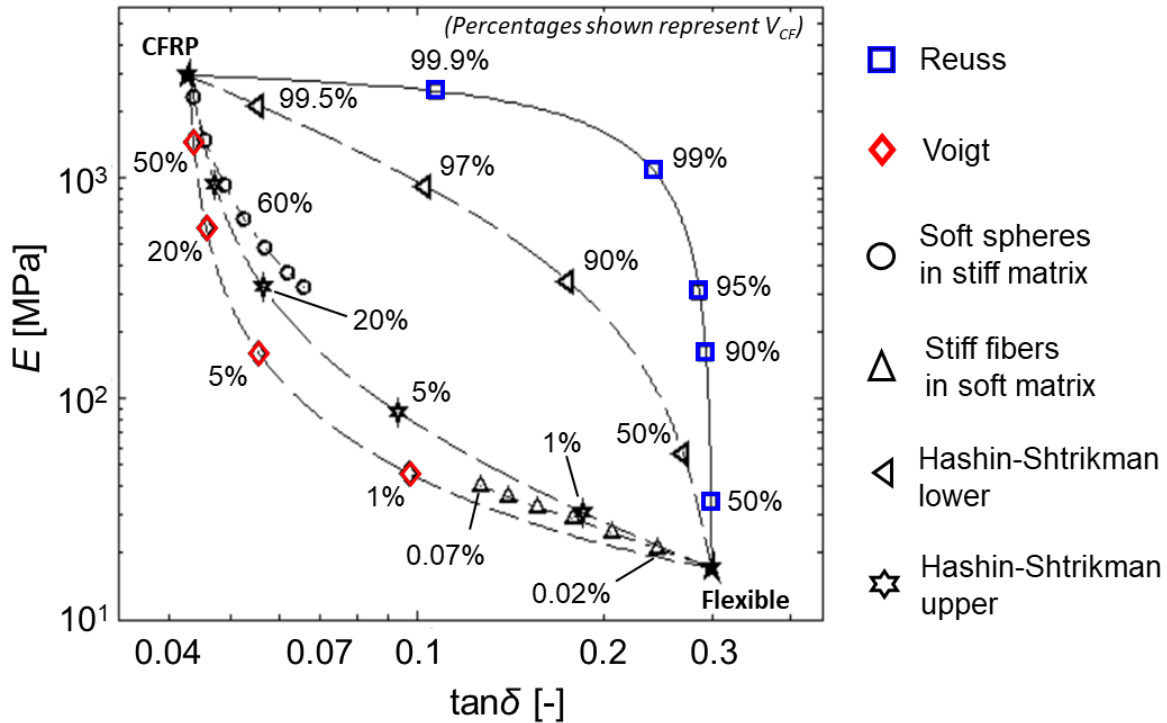 (Percentages shown represent V_CF)
CFRP
99.9%
99.5%
99%
50%
97%
10³
60%
20%
90%
95%
20%
90%
5%
5%
10²
50%
1%
1%
50%
0.07%
0.02%
Flexible
10¹
0.04
0.07
0.1
0.2
0.3
E [MPa]
tanδ [-]
Reuss
Voigt
Soft spheres
in stiff matrix
Stiff fibers
in soft matrix
Hashin-Shtrikman
lower
Hashin-Shtrikman
upper